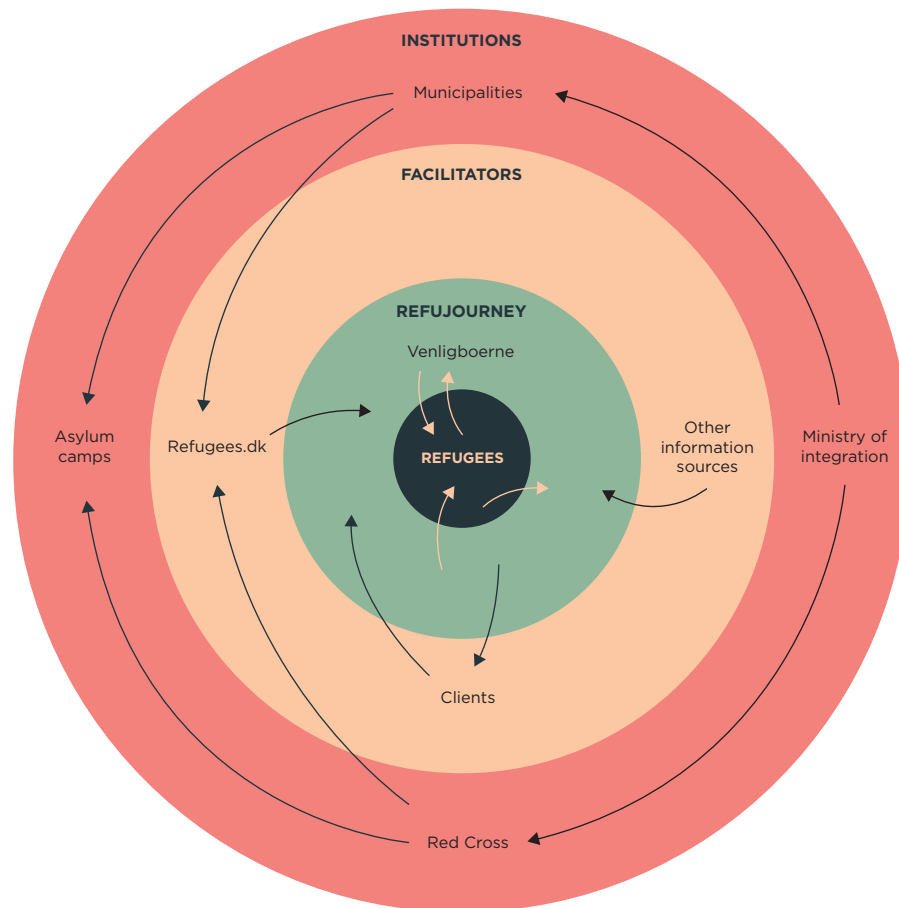 INSTITUTIONS
Municipalities
FACILITATORS
REFUJOURNEY
Venligboerne
Asylum
camps
Refugees.dk
REFUGEES
Other
information
sources
Ministry of
integration
Clients
Red Cross